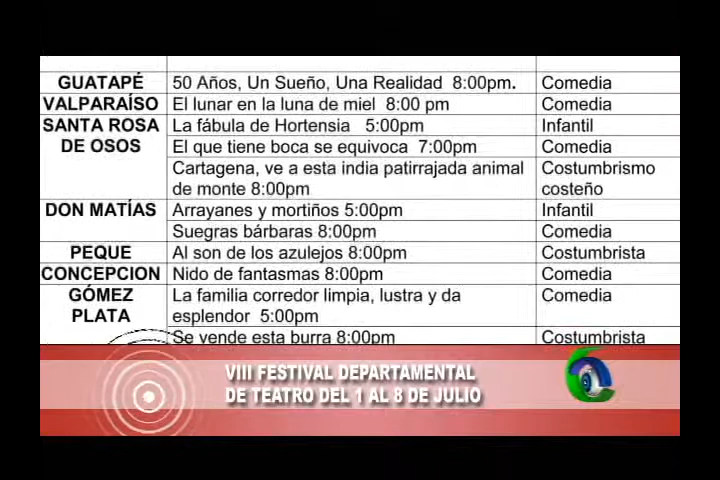 GUATAPÉ 50 Años, Un Sueño, Una Realidad 8:00pm. Comedia
VALPARAÍSO El lunar en la luna de miel 8:00 pm Comedia
SANTA ROSA La fábula de Hortensia 5:00pm Infantil
DE OSOS El que tiene boca se equivoca 7:00pm Comedia
Cartagena, ve a esta india patirrajada animal Costumbrismo
de monte 8:00pm costeño
DON MATÍAS Arrayanes y mortiños 5:00pm Infantil
Suegras bárbaras 8:00pm Comedia
PEQUE Al son de los azulejos 8:00pm Costumbrista
CONCEPCION Nido de fantasmas 8:00pm Comedia
GÓMEZ La familia corredor limpia, lustra y da Comedia
PLATA esplendor 5:00pm
Se vende esta burra 8:00pm Costumbrista
VIII FESTIVAL DEPARTAMENTAL
DE TEATRO DEL 1 AL 8 DE JULIO